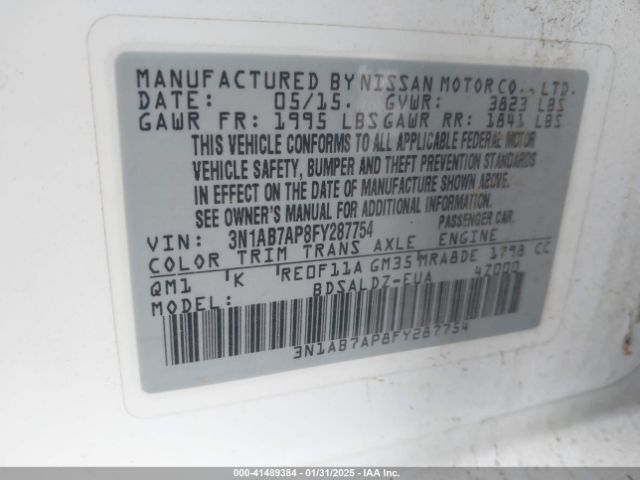 MANUFACTURED BY NISSAN MOTOR CO., LTD.
DATE: 05/15. GVWR: 3823 LBS
GAWR FR: 1995 LBS GAWR RR: 1841 LBS
THIS VEHICLE CONFORMS TO ALL APPLICABLE FEDERAL MOTOR
VEHICLE SAFETY, BUMPER AND THEFT PREVENTION STANDARDS
IN EFFECT ON THE DATE OF MANUFACTURE SHOWN ABOVE.
SEE OWNER'S MANUAL FOR ADDITIONAL INFORMATION.
VIN: 3N1AB7AP8FY287754 PASSENGER CAR.
COLOR TRIM TRANS AXLE ENGINE
QM1 'K 'RE0F11A GM35 'MRA8DE 1798 CC
MODEL: BDSALDZ-EUA 47000
3N1AB7AP8FY287754
000-41489384 - 01/31/2025 - IAAI.COM